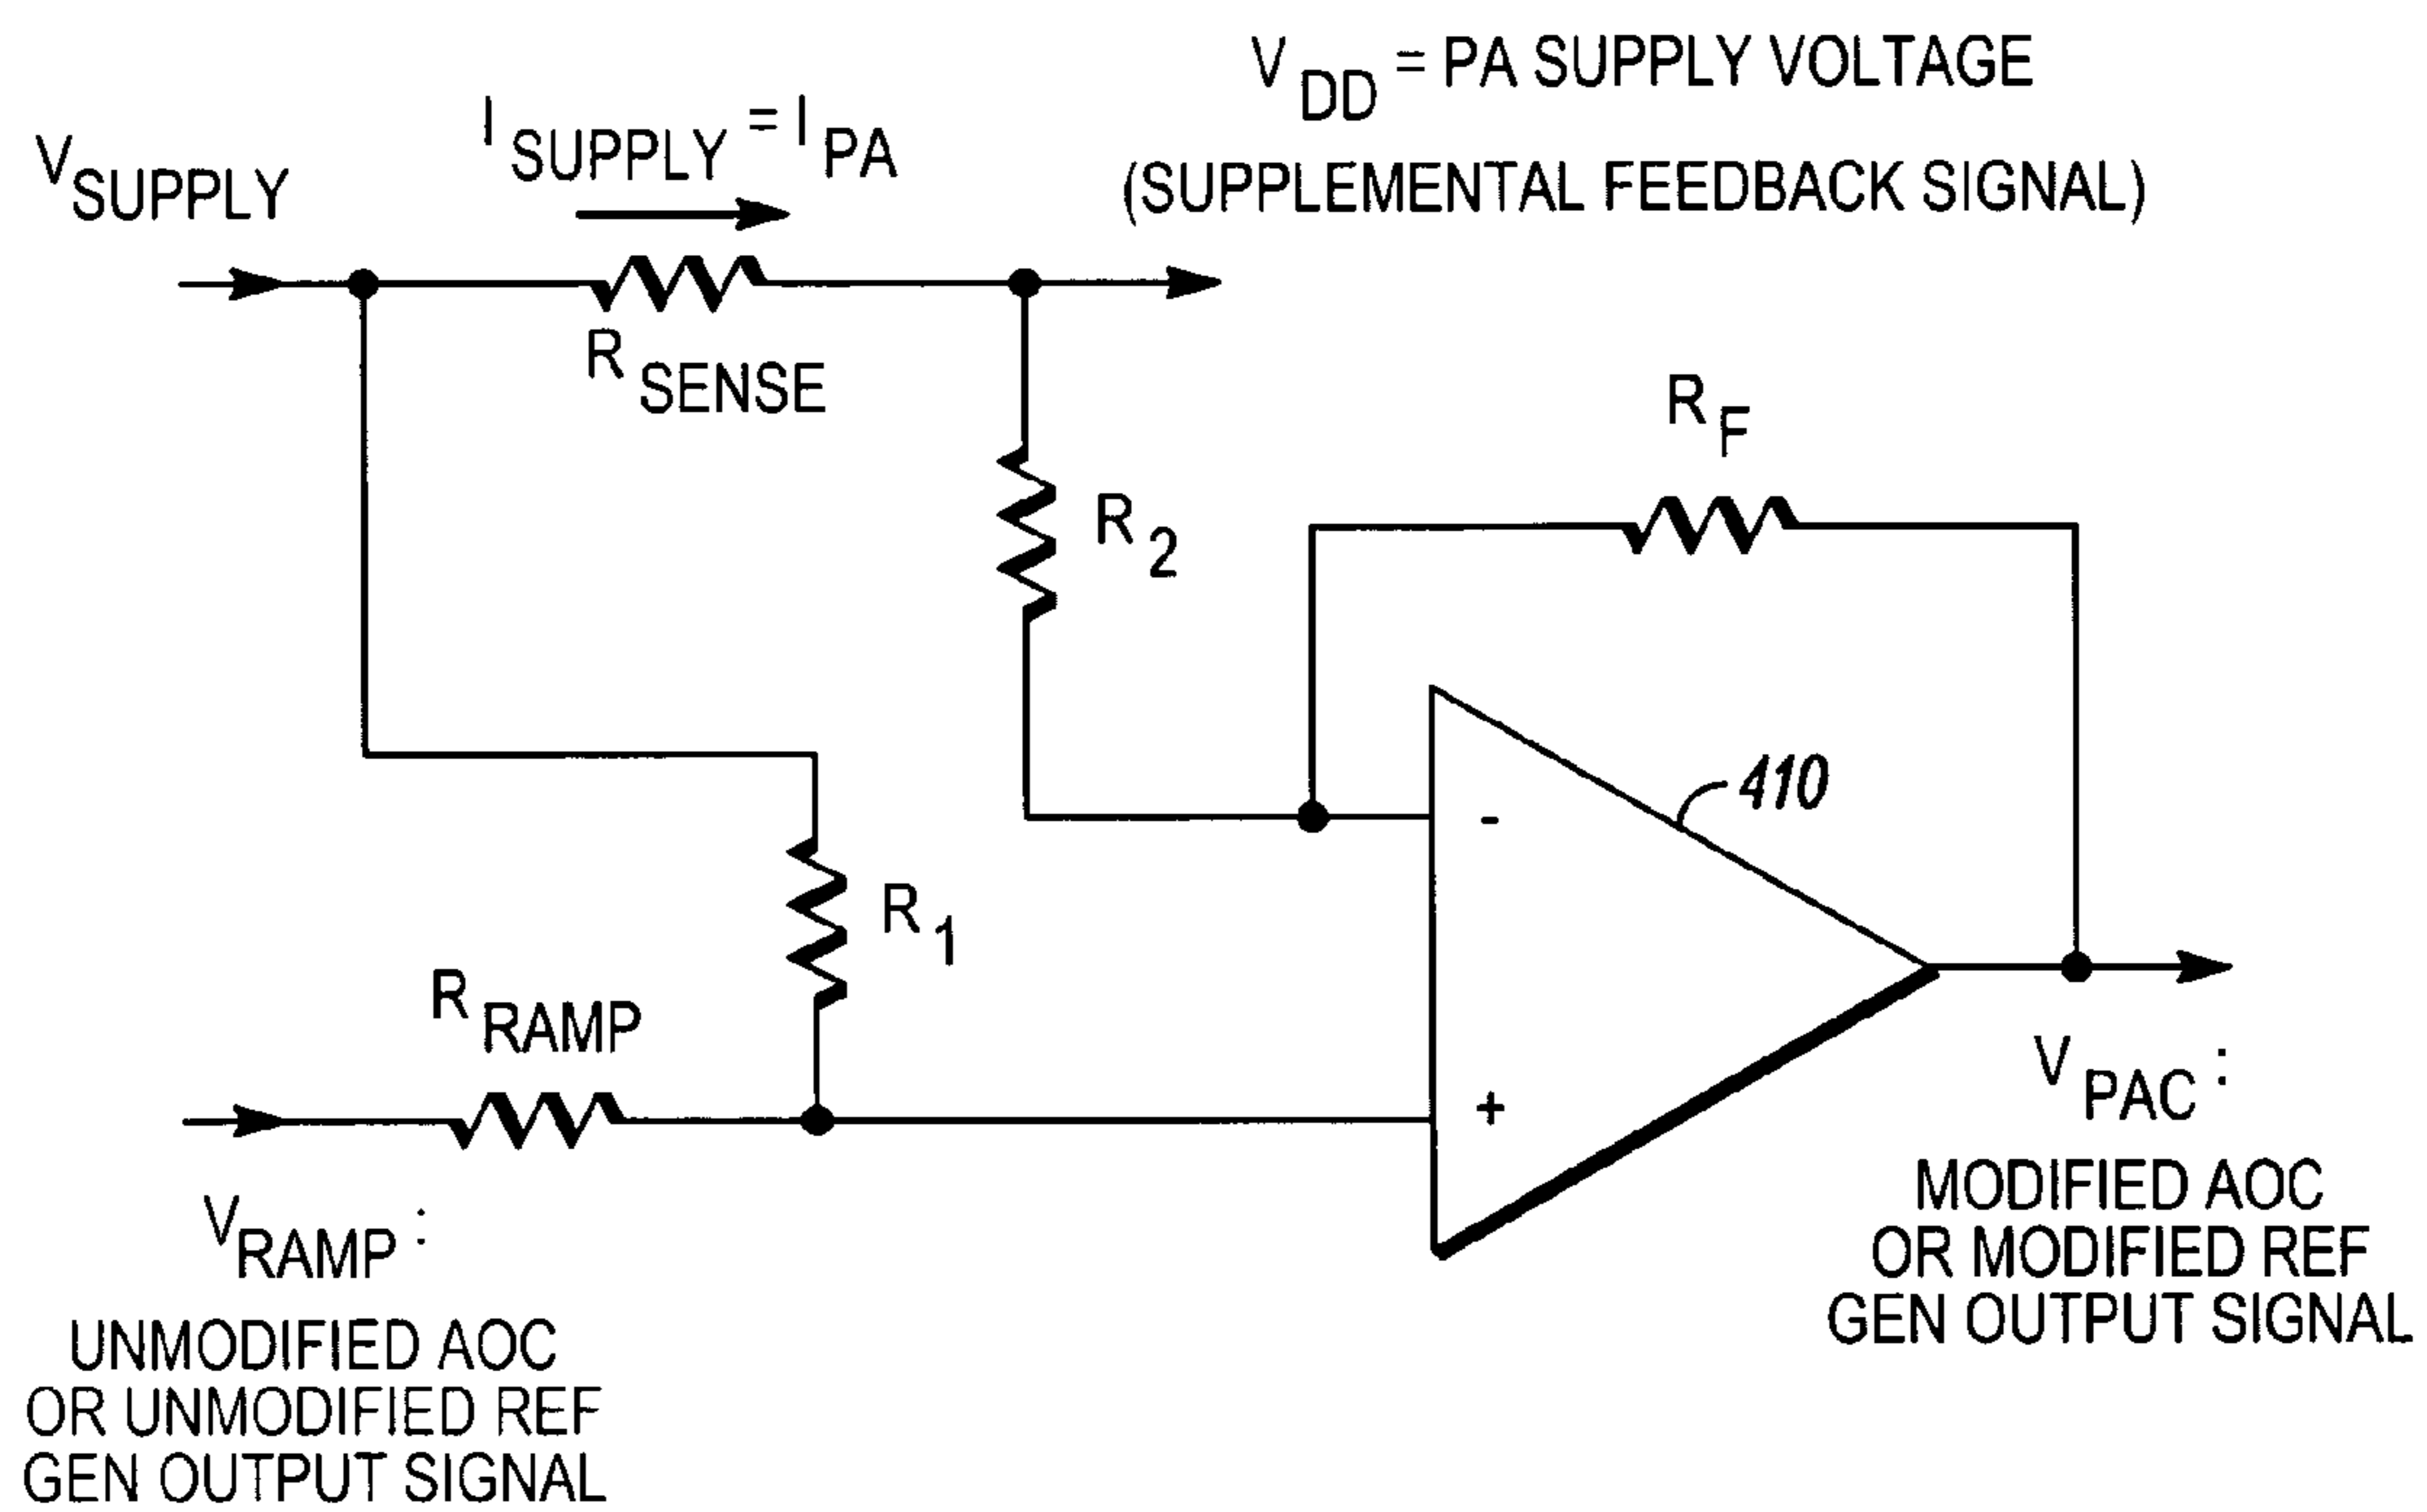 V DD = PA SUPPLY VOLTAGE
(SUPPLEMENTAL FEEDBACK SIGNAL)
I SUPPLY = I PA
V SUPPLY
R SENSE
R F
R 2
410
-
R 1
R RAMP
+
V PAC :
MODIFIED AOC
OR MODIFIED REF
GEN OUTPUT SIGNAL
V RAMP :
UNMODIFIED AOC
OR UNMODIFIED REF
GEN OUTPUT SIGNAL